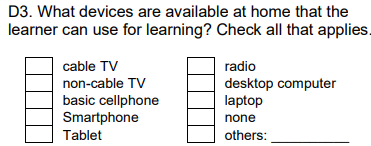 D3. What devices are available at home that the
learner can use for learning? Check all that applies.
cable TV
non-cable TV
basic cellphone
Smartphone
Tablet
radio
desktop computer
laptop
none
others: __________